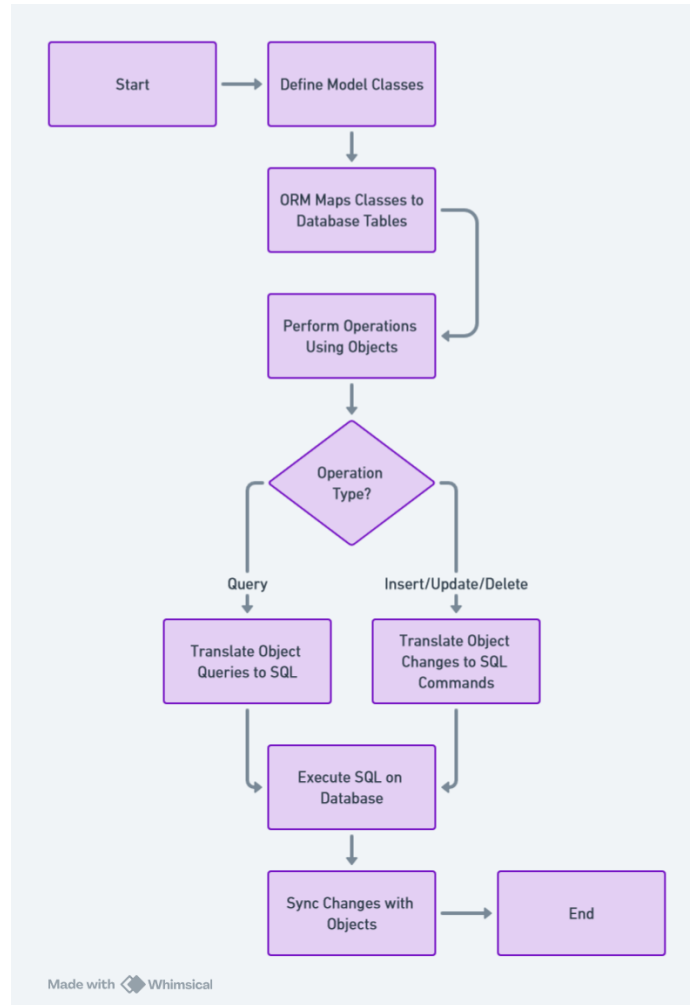 Start
Define Model Classes
ORM Maps Classes to
Database Tables
Perform Operations
Using Objects
Operation
Type?
Query
Insert/Update/Delete
Translate Object
Queries to SQL
Translate Object
Changes to SQL
Commands
Execute SQL on
Database
Sync Changes with
Objects
End
Made with Whimsical